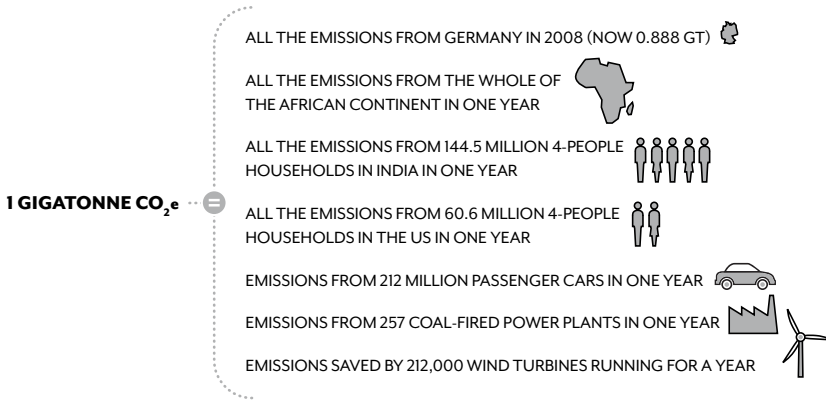 ALL THE EMISSIONS FROM GERMANY IN 2008 (NOW 0.888 GT)
ALL THE EMISSIONS FROM THE WHOLE OF
THE AFRICAN CONTINENT IN ONE YEAR
ALL THE EMISSIONS FROM 144.5 MILLION 4-PEOPLE
HOUSEHOLDS IN INDIA IN ONE YEAR
1 GIGATONNE CO₂e =
ALL THE EMISSIONS FROM 60.6 MILLION 4-PEOPLE
HOUSEHOLDS IN THE US IN ONE YEAR
EMISSIONS FROM 212 MILLION PASSENGER CARS IN ONE YEAR
EMISSIONS FROM 257 COAL-FIRED POWER PLANTS IN ONE YEAR
EMISSIONS SAVED BY 212,000 WIND TURBINES RUNNING FOR A YEAR